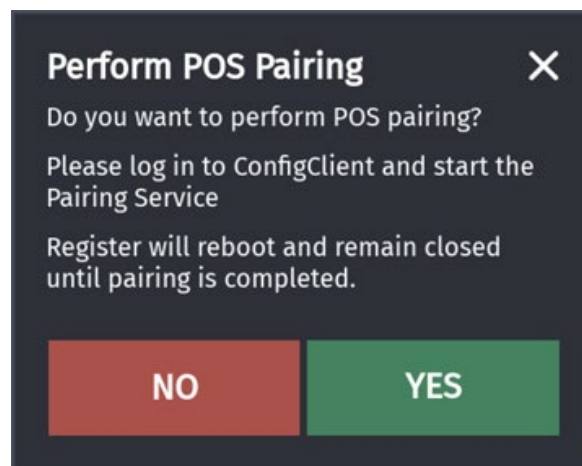 Perform POS Pairing
Do you want to perform POS pairing?
Please log in to ConfigClient and start the
Pairing Service
Register will reboot and remain closed
until pairing is completed.
NO
YES